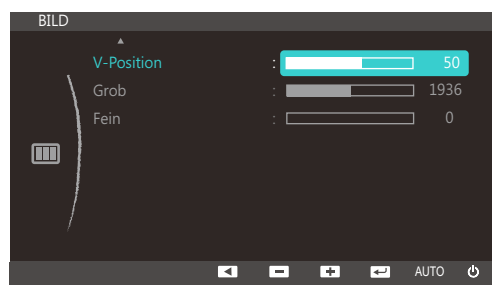 BILD
V-Position : 50
Grob : 1936
Fein : 0
AUTO